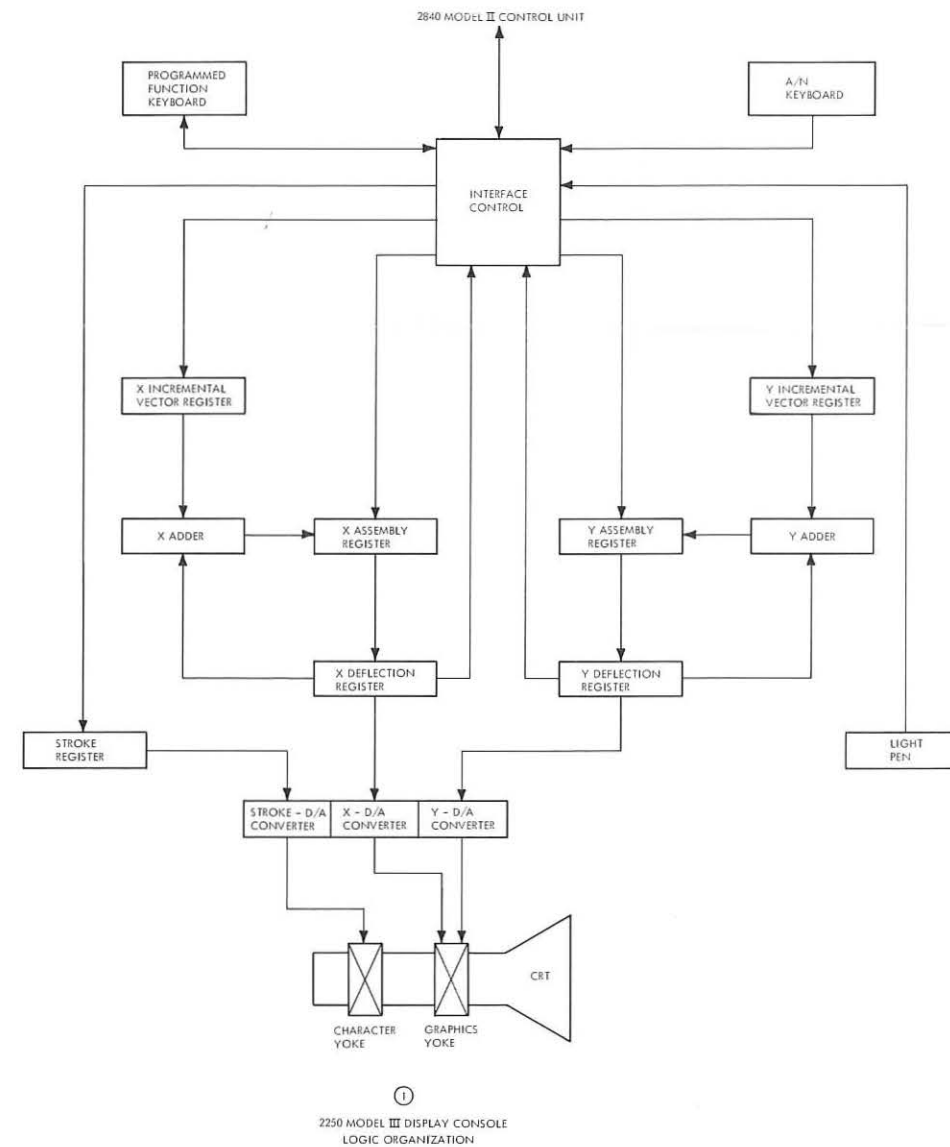 2840 MODEL III CONTROL UNIT
PROGRAMMED
FUNCTION
KEYBOARD
A/N
KEYBOARD
INTERFACE
CONTROL
X INCREMENTAL
VECTOR REGISTER
Y INCREMENTAL
VECTOR REGISTER
X ADDER
X ASSEMBLY
REGISTER
Y ASSEMBLY
REGISTER
Y ADDER
X DEFLECTION
REGISTER
Y DEFLECTION
REGISTER
STROKE
REGISTER
LIGHT
PEN
STROKE - D/A
CONVERTER
X - D/A
CONVERTER
Y - D/A
CONVERTER
CRT
CHARACTER
YOKE
GRAPHICS
YOKE
1
2250 MODEL III DISPLAY CONSOLE
LOGIC ORGANIZATION